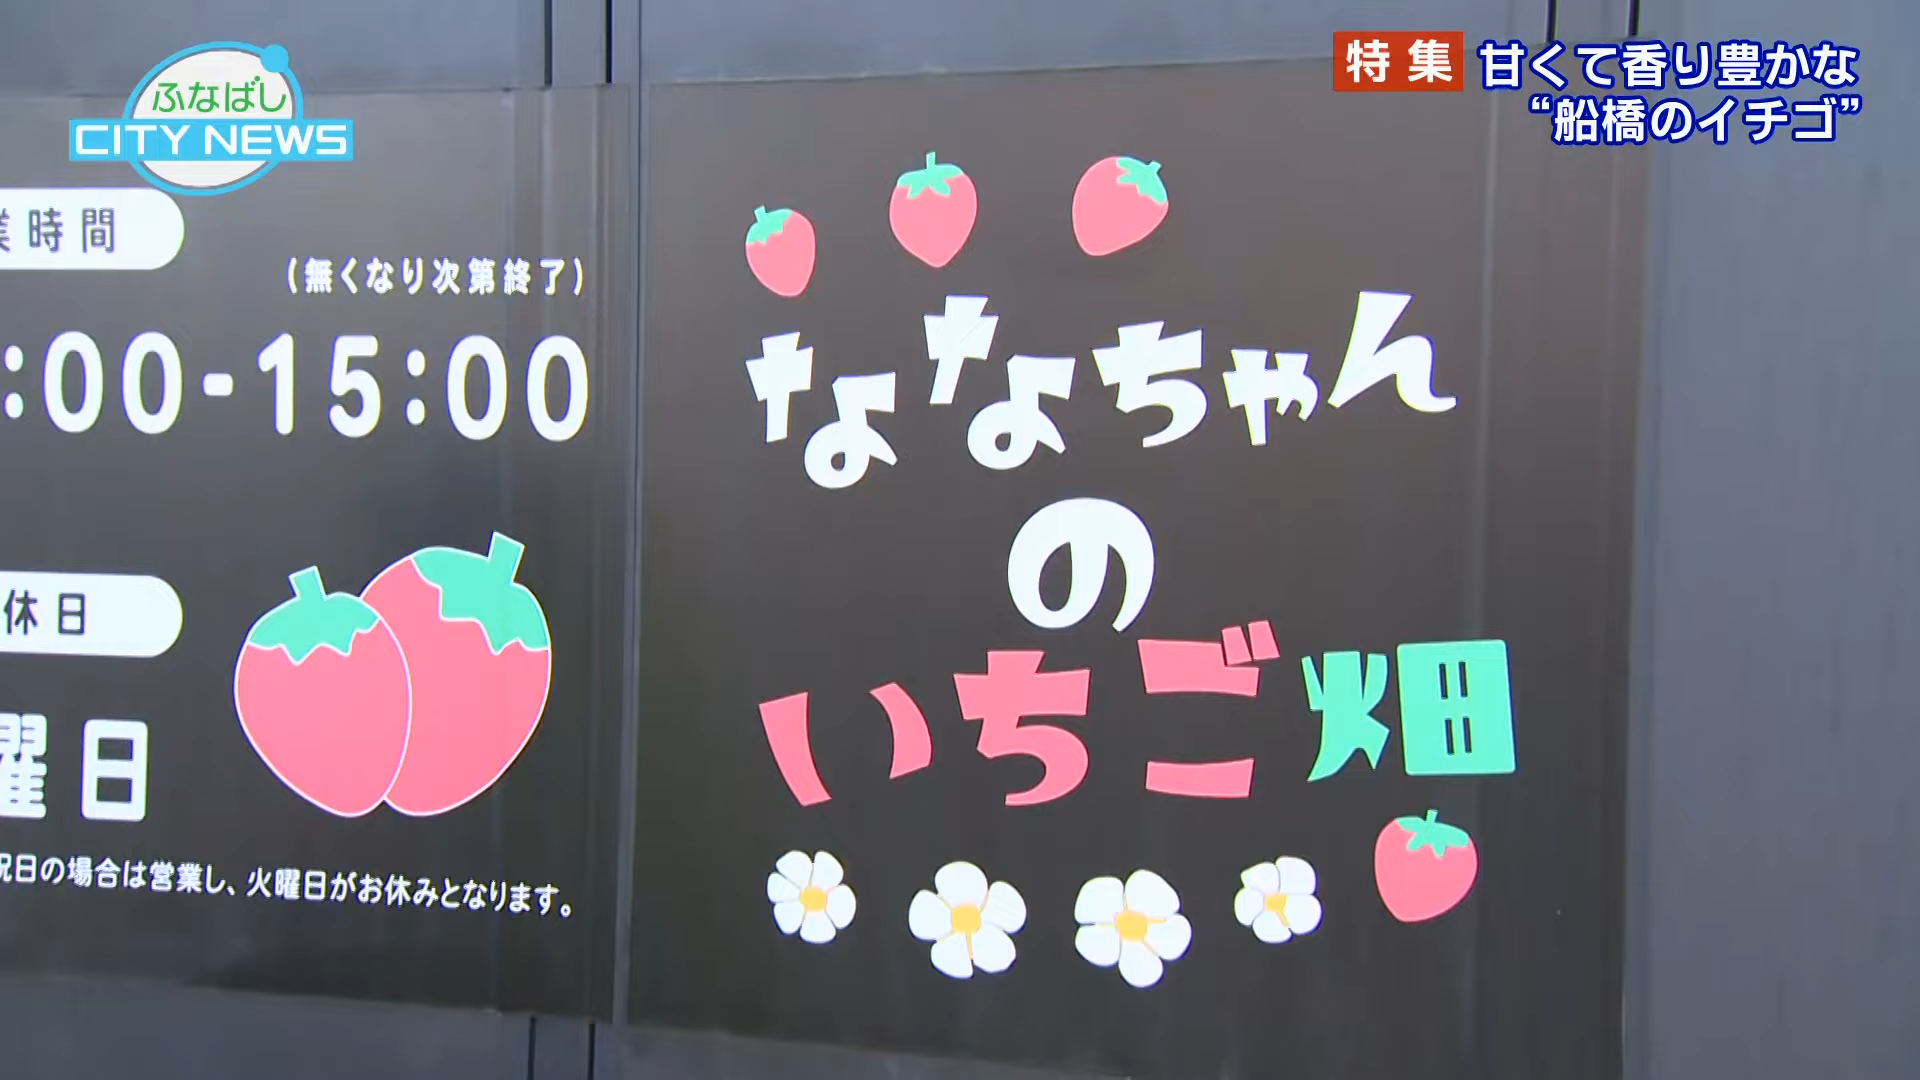 ふなばし
CITY NEWS
特集 甘くて香り豊かな
“船橋のイチゴ”
業時間
(無くなり次第終了)
:00-15:00
休日
曜日
祝日の場合は営業し、火曜日がお休みとなります。
ななちゃん
の
いちご畑